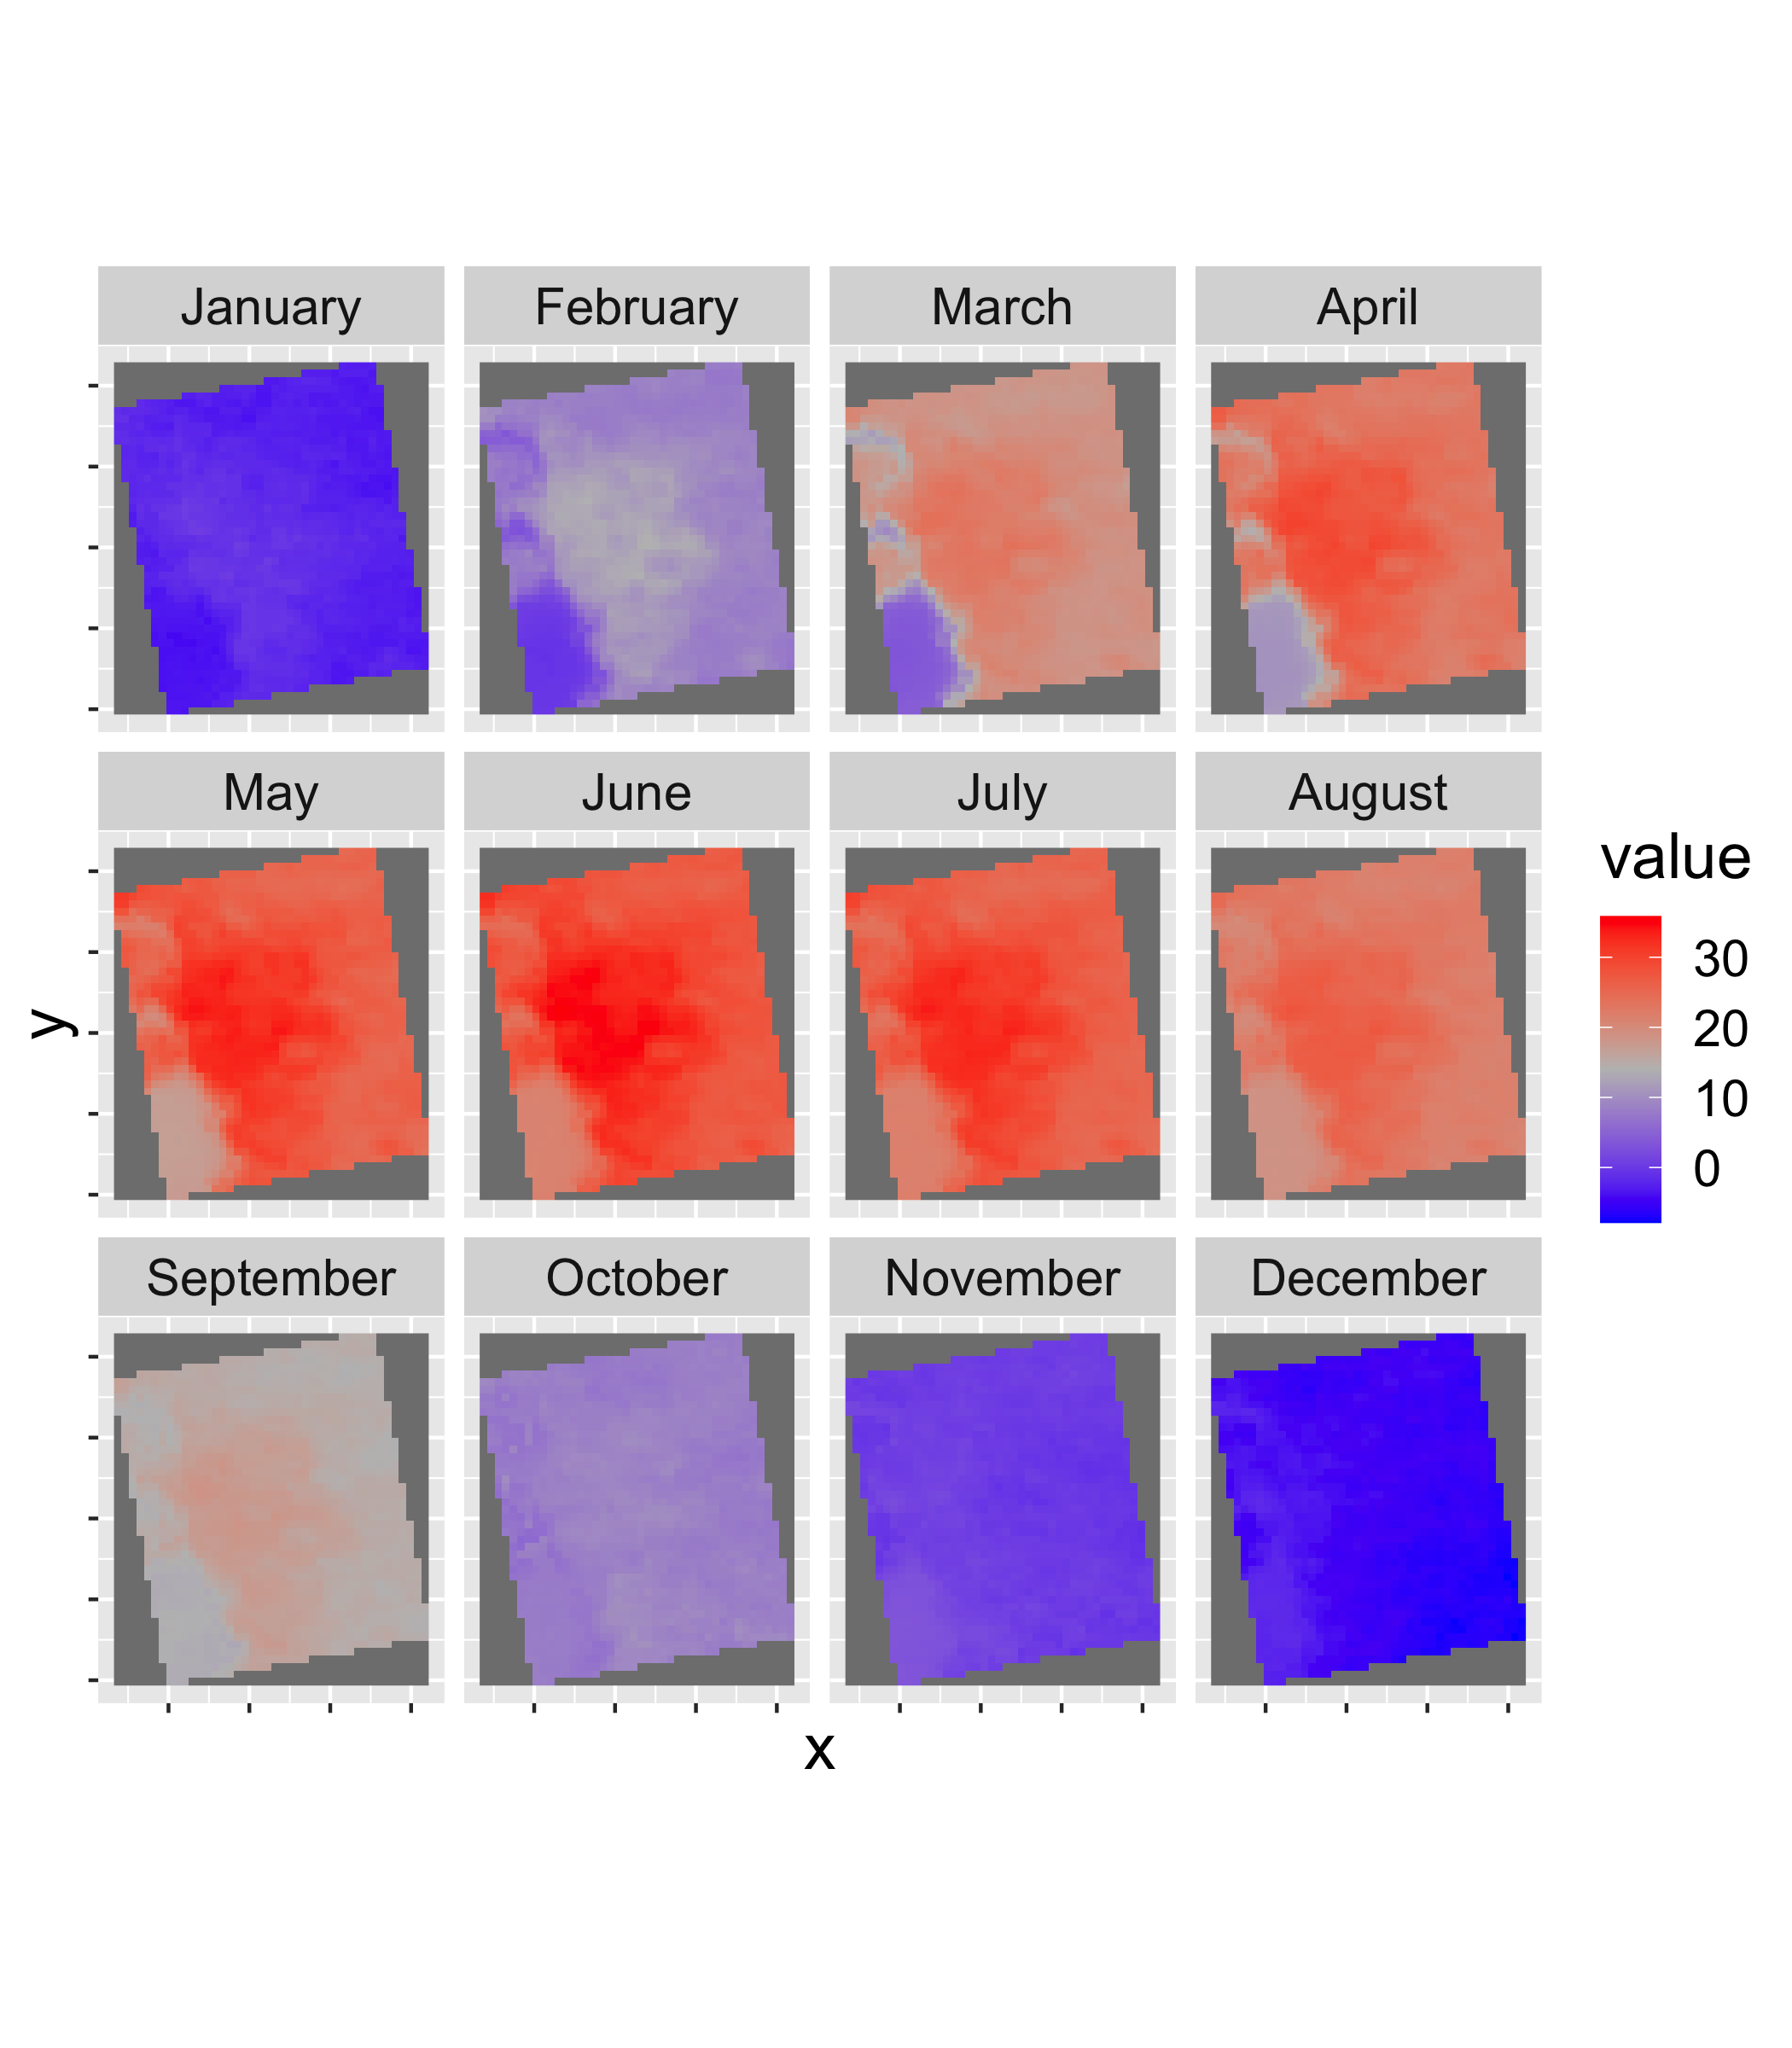 January February March April
May June July August
September October November December
y
x
value
30
20
10
0